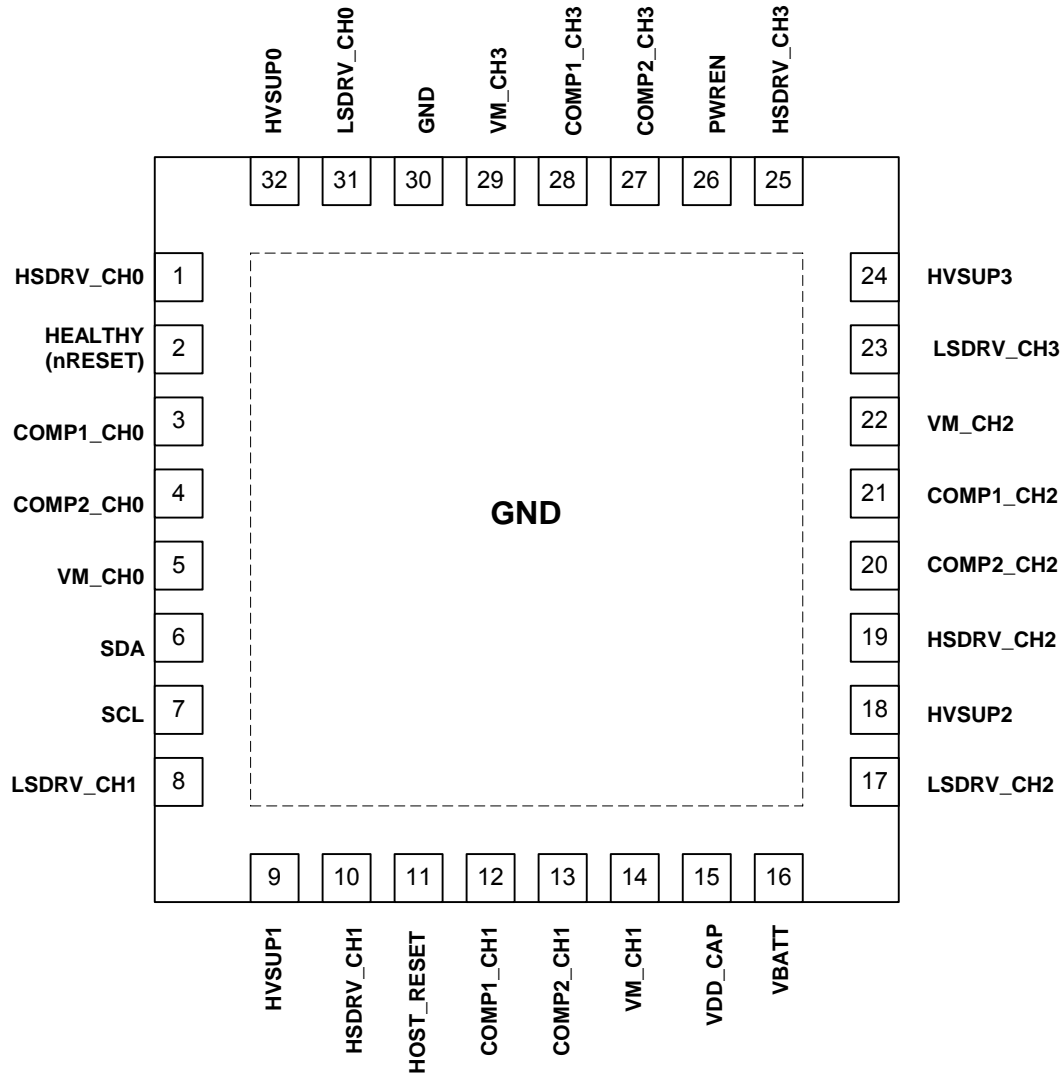 HVSUP0
LSDRV_CH0
GND
VM_CH3
COMP1_CH3
COMP2_CH3
PWREN
HSDRV_CH3
32
31
30
29
28
27
26
25
HSDRV_CH0
1
HEALTHY
(nRESET)
2
COMP1_CH0
3
COMP2_CH0
4
VM_CH0
5
SDA
6
SCL
7
LSDRV_CH1
8
GND
24
HVSUP3
23
LSDRV_CH3
22
VM_CH2
21
COMP1_CH2
20
COMP2_CH2
19
HSDRV_CH2
18
HVSUP2
17
LSDRV_CH2
9
10
11
12
13
14
15
16
HVSUP1
HSDRV_CH1
HOST_RESET
COMP1_CH1
COMP2_CH1
VM_CH1
VDD_CAP
VBATT